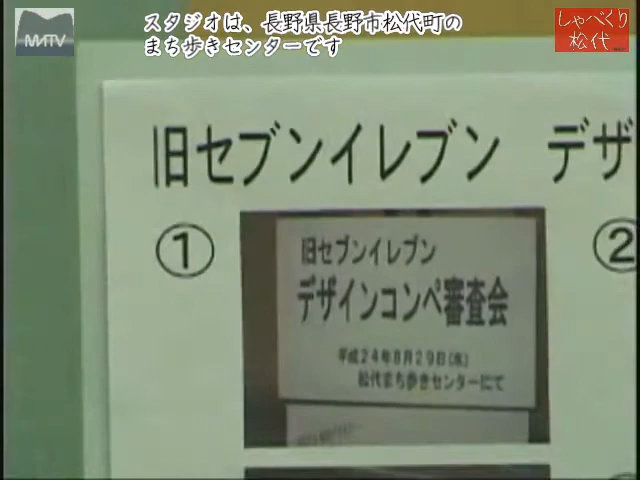 MATV
スタジオは、長野県長野市松代町の
まち歩きセンターです
しゃべくり
松代
旧セブンイレブン デザ
①
②
旧セブンイレブン
デザインコンペ審査会
平成24年8月29日(水)
松代まち歩きセンターにて